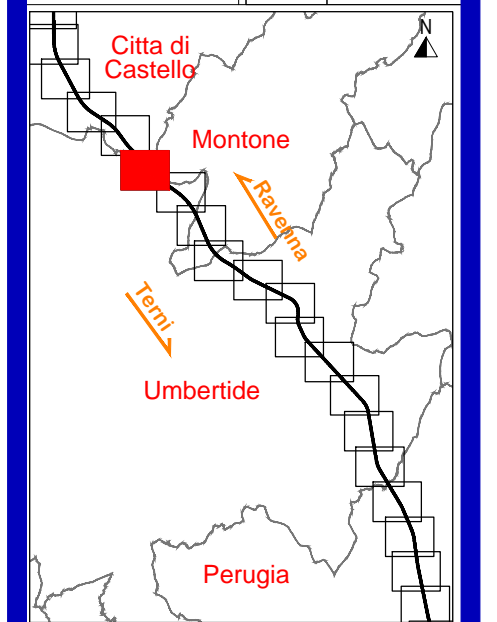 N
Citta di
Castello
Montone
Ravenna
Terni
Umbertide
Perugia